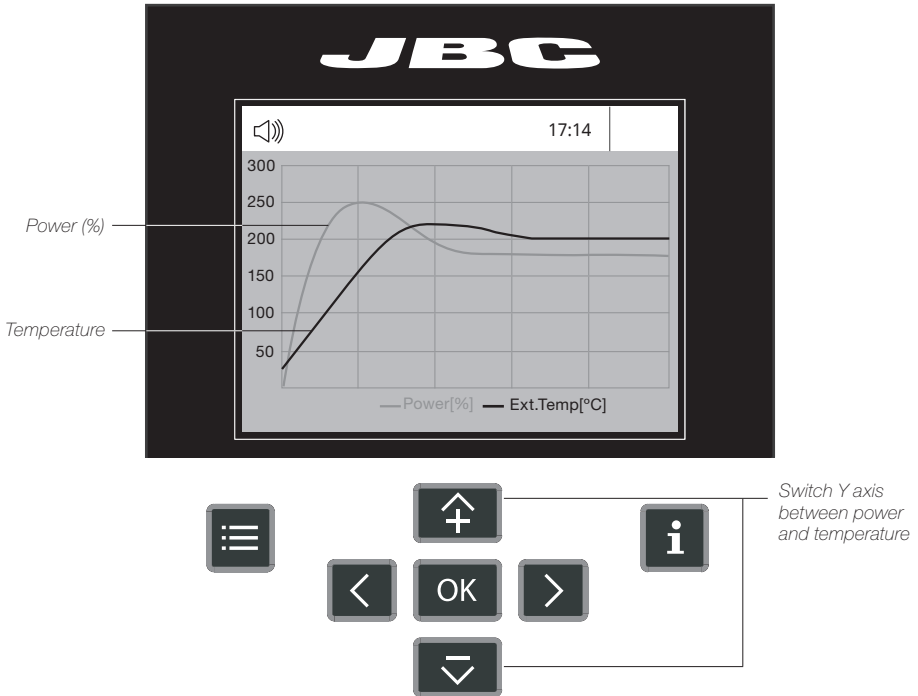 JBC
17:14
300
250
200
150
100
50
Power (%)
Temperature
Power[%] Ext.Temp[ºC]
Switch Y axis
between power
and temperature
+
i
OK